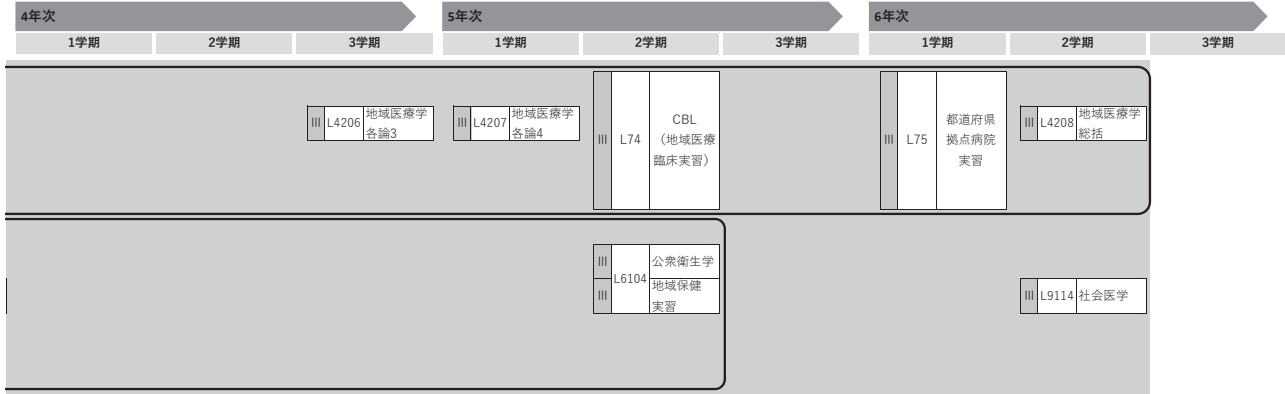 4年次
5年次
6年次
1学期
2学期
3学期
1学期
2学期
3学期
1学期
2学期
3学期
III
L4206
地域医療学
各論3
III
L4207
地域医療学
各論4
III
L74
CBL
（地域医療
臨床実習）
III
L75
都道府県
拠点病院
実習
III
L4208
地域医療学
総括
III
III
L6104
公衆衛生学
地域保健
実習
III
L9114
社会医学